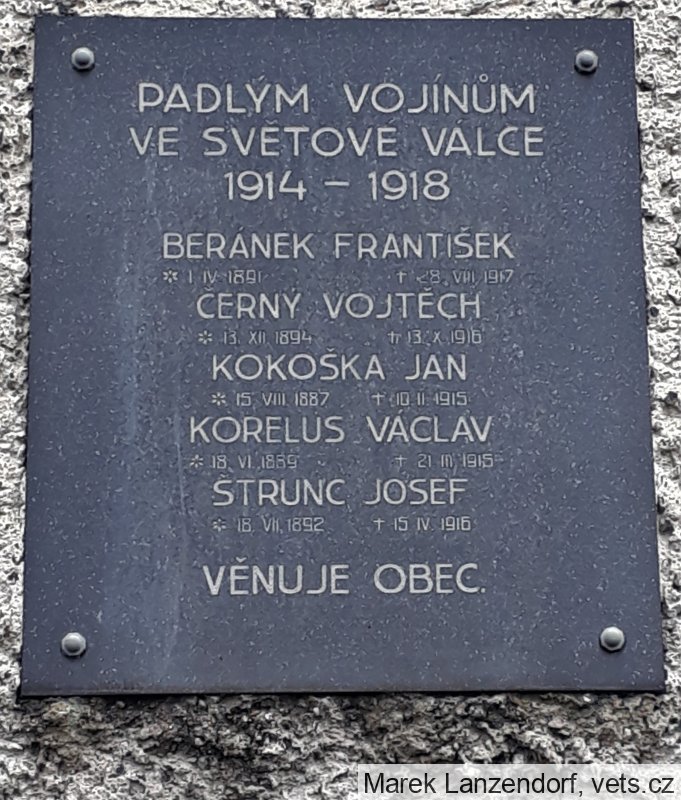 PADLÝM VOJÍNŮM
VE SVĚTOVÉ VÁLCE
1914 – 1918
BERÁNEK FRANTIŠEK
* 1 IV 1891 † 28. VIII 1917
ČERNÝ VOJTĚCH
* 13. XII 1894 † 13. X 1916
KOKOŠKA JAN
* 15. VIII 1887 † 10 II 1915
KORELUS VÁCLAV
* 18. VI. 1889 † 21 III 1915
ŠTRUNC JOSEF
* 18. VII. 1892 † 15 IV. 1916
VĚNUJE OBEC.
Marek Lanzendorf, vets.cz